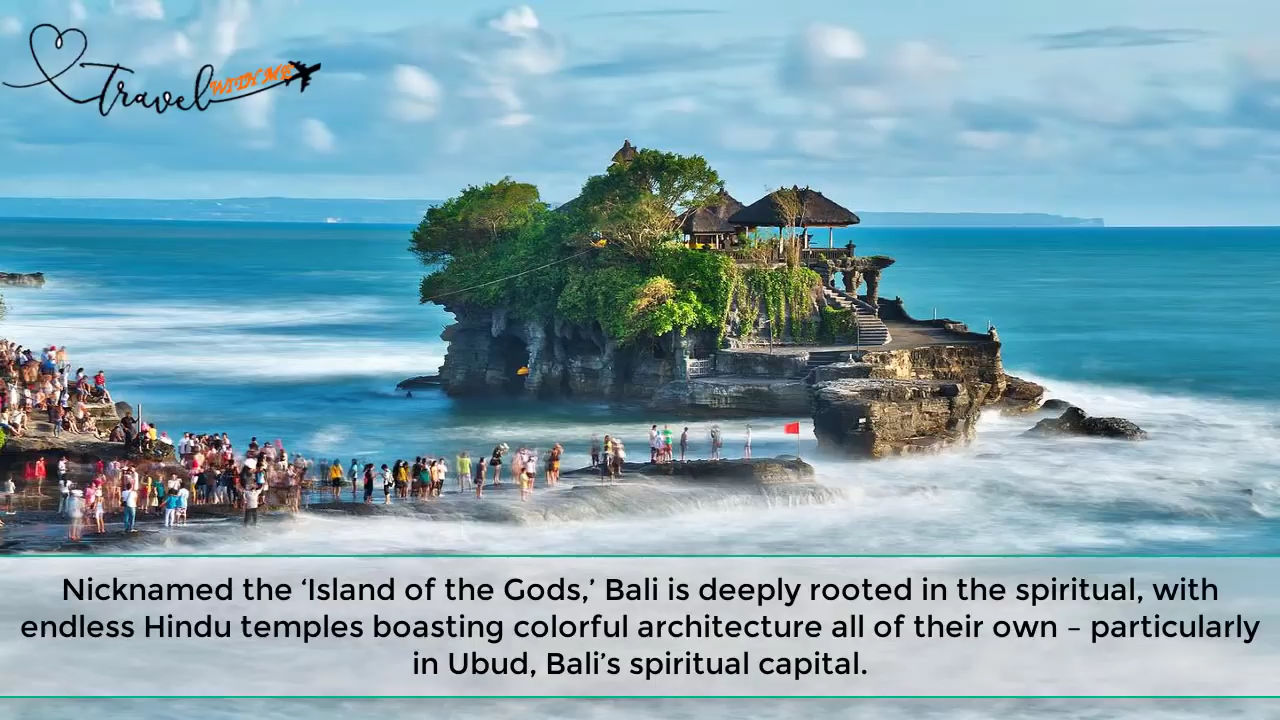 Travel WITH ME
Nicknamed the ‘Island of the Gods,’ Bali is deeply rooted in the spiritual, with
endless Hindu temples boasting colorful architecture all of their own – particularly
in Ubud, Bali’s spiritual capital.